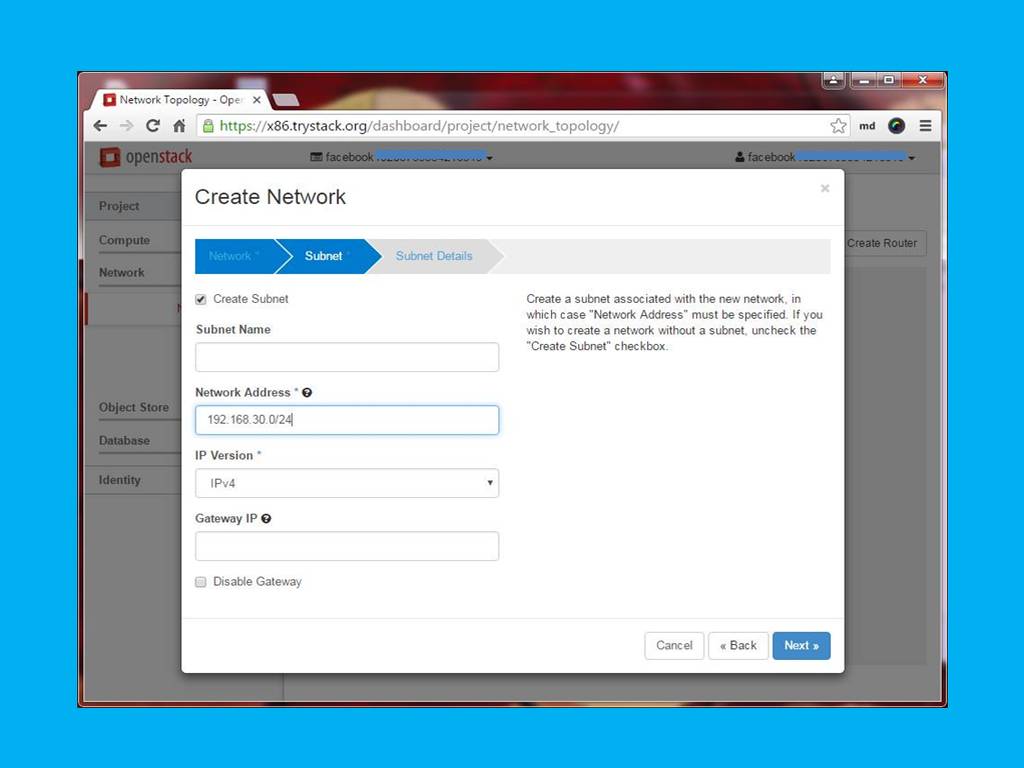 Network Topology - Open
https://x86.trystack.org/dashboard/project/network_topology/
md
openstack
facebook
facebook
Create Network
Project
Network * Subnet * Subnet Details
Compute
Create Router
Network
Create Subnet
Create a subnet associated with the new network, in
which case "Network Address" must be specified. If you
wish to create a network without a subnet, uncheck the
"Create Subnet" checkbox.
Subnet Name
Network Address *
192.168.30.0/24
Object Store
Database
IP Version *
IPv4
Identity
Gateway IP
Disable Gateway
Cancel
« Back
Next »